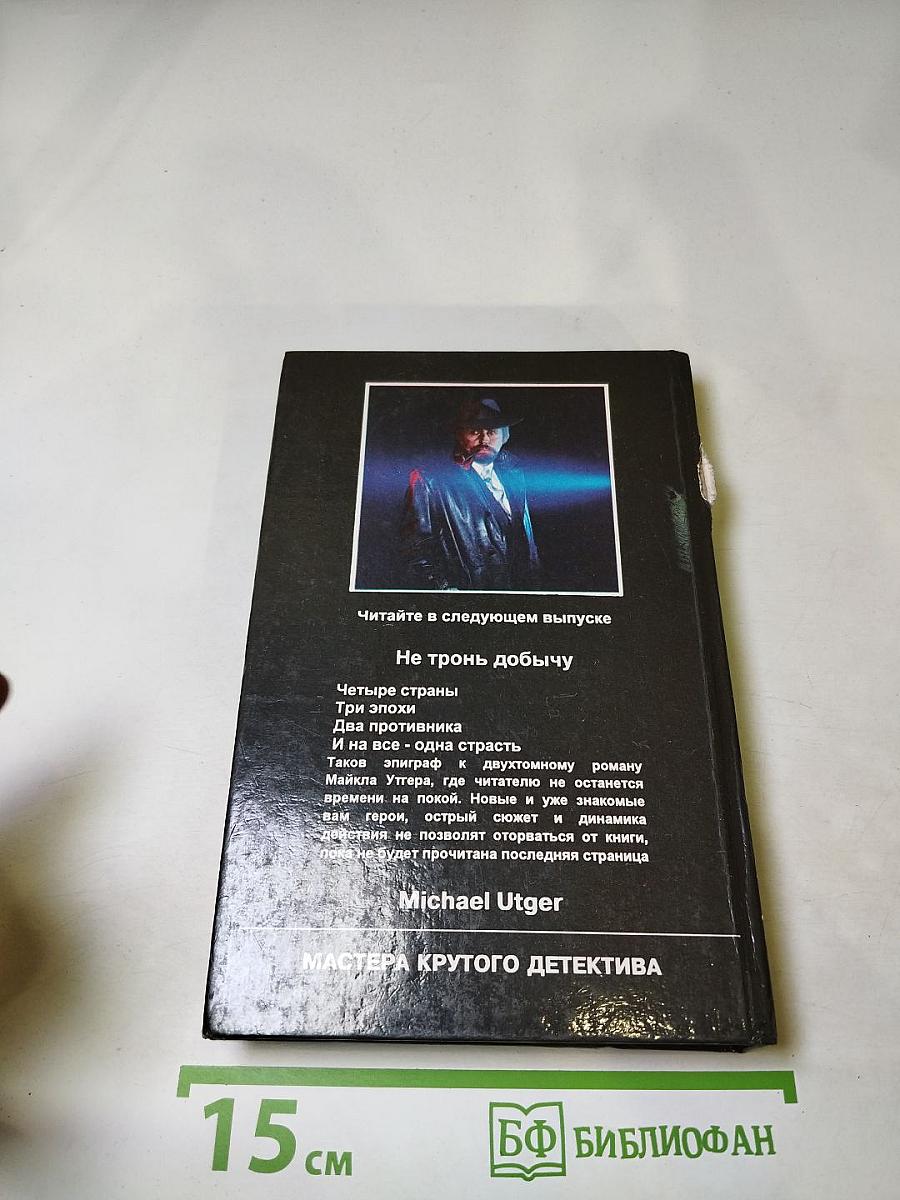 Читайте в следующем выпуске
Не тронь добычу
Четыре страны
Три эпохи
Два противника
И на все - одна страсть
Таков эпиграф к двухтомному роману
Майкла Утгера, где читателю не останется
времени на покой. Новые и уже знакомые
вам герои, острый сюжет и динамика
действия не позволят оторваться от книги,
пока не будет прочитана последняя страница
Michael Utger
МАСТЕРА КРУТОГО ДЕТЕКТИВА
15 см
БФ БИБЛИОФАН